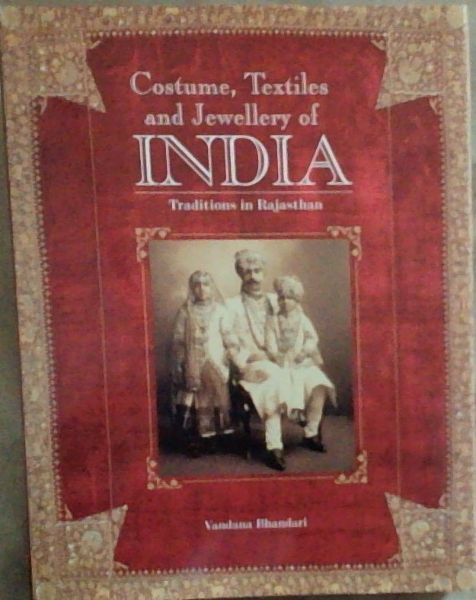 Costume, Textiles
and Jewellery of
INDIA
Traditions in Rajasthan
Vandana Bhandari